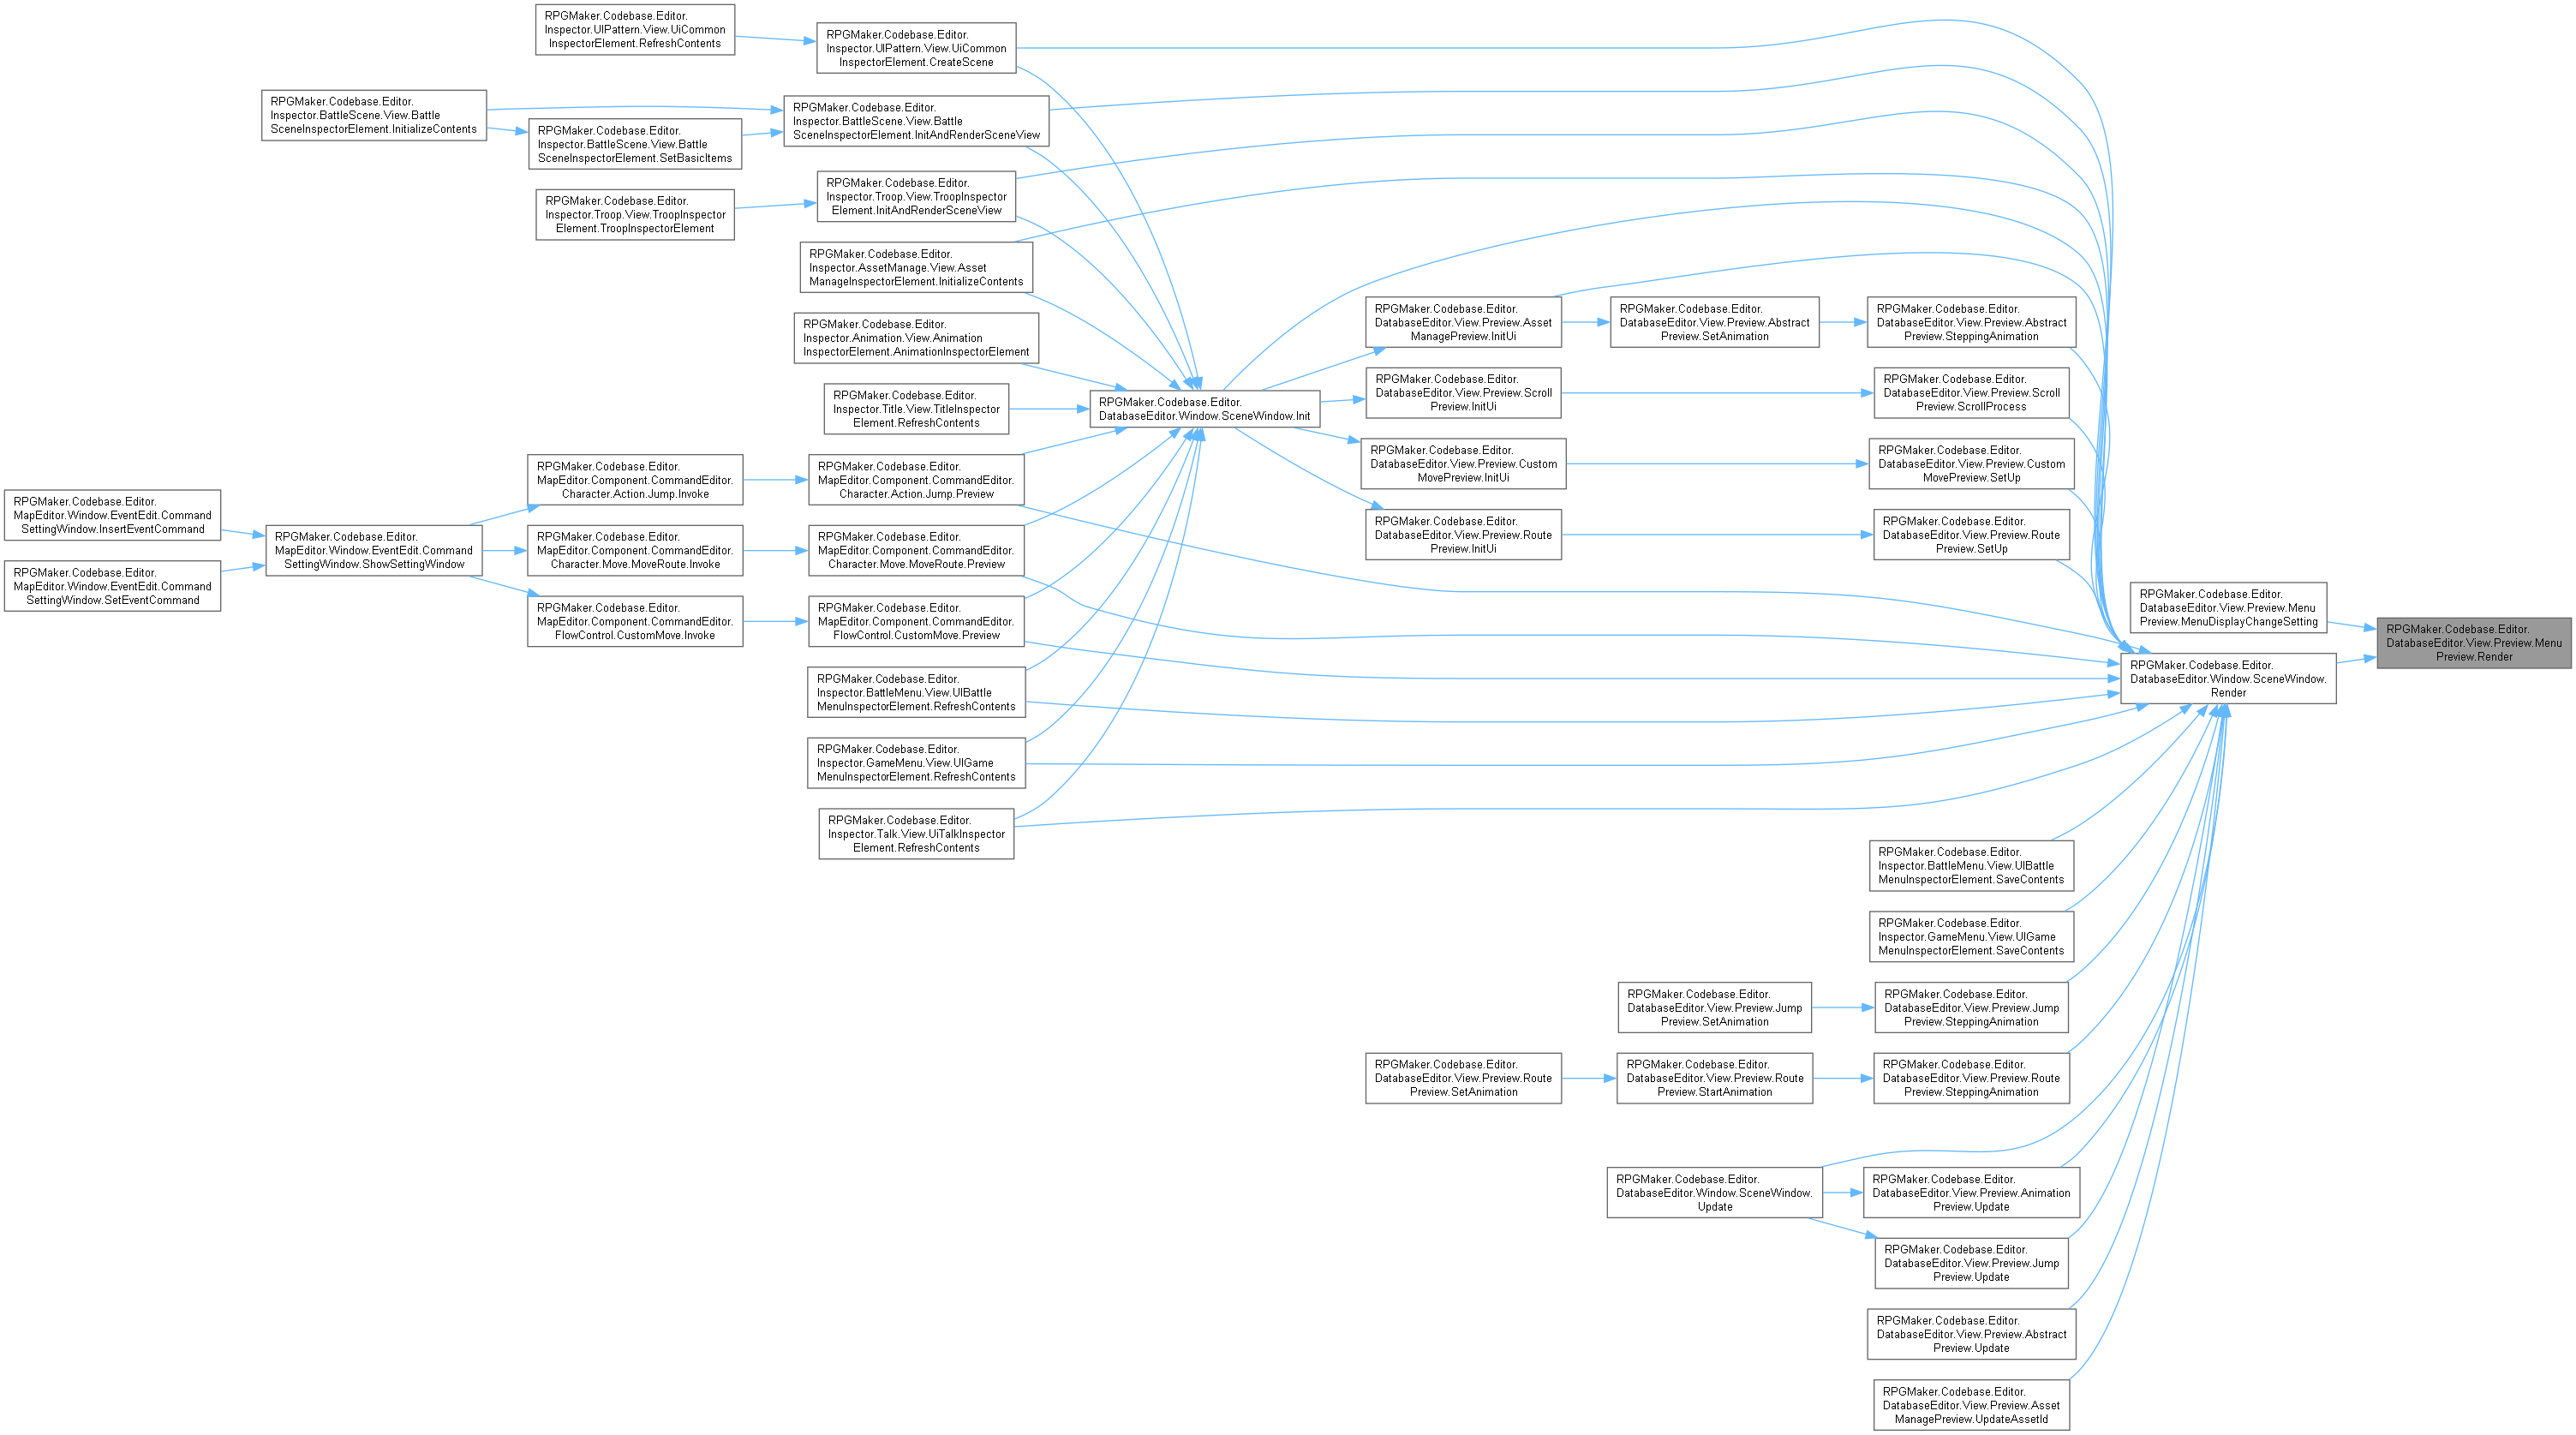 RPGMaker.Codebase.Editor.
Inspector.UIPattern.View.UiCommon
InspectorElement.RefreshContents
RPGMaker.Codebase.Editor.
Inspector.UIPattern.View.UiCommon
InspectorElement.CreateScene
RPGMaker.Codebase.Editor.
Inspector.BattleScene.View.Battle
SceneInspectorElement.InitializeContents
RPGMaker.Codebase.Editor.
Inspector.BattleScene.View.Battle
SceneInspectorElement.SetBasicItems
RPGMaker.Codebase.Editor.
Inspector.BattleScene.View.Battle
SceneInspectorElement.InitAndRenderSceneView
RPGMaker.Codebase.Editor.
Inspector.Troop.View.TroopInspector
Element.TroopInspectorElement
RPGMaker.Codebase.Editor.
Inspector.Troop.View.TroopInspector
Element.InitAndRenderSceneView
RPGMaker.Codebase.Editor.
Inspector.AssetManage.View.Asset
ManageInspectorElement.InitializeContents
RPGMaker.Codebase.Editor.
Inspector.Animation.View.Animation
InspectorElement.AnimationInspectorElement
RPGMaker.Codebase.Editor.
Inspector.Title.View.TitleInspector
Element.RefreshContents
RPGMaker.Codebase.Editor.
DatabaseEditor.Window.SceneWindow.Init
RPGMaker.Codebase.Editor.
DatabaseEditor.View.Preview.Asset
ManagePreview.InitUi
RPGMaker.Codebase.Editor.
DatabaseEditor.View.Preview.Abstract
Preview.SetAnimation
RPGMaker.Codebase.Editor.
DatabaseEditor.View.Preview.Abstract
Preview.SteppingAnimation
RPGMaker.Codebase.Editor.
DatabaseEditor.View.Preview.Scroll
Preview.InitUi
RPGMaker.Codebase.Editor.
DatabaseEditor.View.Preview.Scroll
Preview.ScrollProcess
RPGMaker.Codebase.Editor.
DatabaseEditor.View.Preview.Custom
MovePreview.InitUi
RPGMaker.Codebase.Editor.
DatabaseEditor.View.Preview.Custom
MovePreview.SetUp
RPGMaker.Codebase.Editor.
DatabaseEditor.View.Preview.Route
Preview.InitUi
RPGMaker.Codebase.Editor.
DatabaseEditor.View.Preview.Route
Preview.SetUp
RPGMaker.Codebase.Editor.
MapEditor.Window.EventEdit.Command
SettingWindow.InsertEventCommand
RPGMaker.Codebase.Editor.
MapEditor.Window.EventEdit.Command
SettingWindow.SetEventCommand
RPGMaker.Codebase.Editor.
MapEditor.Window.EventEdit.Command
SettingWindow.ShowSettingWindow
RPGMaker.Codebase.Editor.
MapEditor.Component.CommandEditor.
Character.Action.Jump.Invoke
RPGMaker.Codebase.Editor.
MapEditor.Component.CommandEditor.
Character.Action.Jump.Preview
RPGMaker.Codebase.Editor.
MapEditor.Component.CommandEditor.
Character.Move.MoveRoute.Invoke
RPGMaker.Codebase.Editor.
MapEditor.Component.CommandEditor.
Character.Move.MoveRoute.Preview
RPGMaker.Codebase.Editor.
MapEditor.Component.CommandEditor.
FlowControl.CustomMove.Invoke
RPGMaker.Codebase.Editor.
MapEditor.Component.CommandEditor.
FlowControl.CustomMove.Preview
RPGMaker.Codebase.Editor.
Inspector.BattleMenu.View.UIBattle
MenuInspectorElement.RefreshContents
RPGMaker.Codebase.Editor.
Inspector.GameMenu.View.UIGame
MenuInspectorElement.RefreshContents
RPGMaker.Codebase.Editor.
Inspector.Talk.View.UiTalkInspector
Element.RefreshContents
RPGMaker.Codebase.Editor.
DatabaseEditor.View.Preview.Menu
Preview.MenuDisplayChangeSetting
RPGMaker.Codebase.Editor.
DatabaseEditor.View.Preview.Menu
Preview.Render
RPGMaker.Codebase.Editor.
DatabaseEditor.Window.SceneWindow.
Render
RPGMaker.Codebase.Editor.
Inspector.BattleMenu.View.UIBattle
MenuInspectorElement.SaveContents
RPGMaker.Codebase.Editor.
Inspector.GameMenu.View.UIGame
MenuInspectorElement.SaveContents
RPGMaker.Codebase.Editor.
DatabaseEditor.View.Preview.Jump
Preview.SetAnimation
RPGMaker.Codebase.Editor.
DatabaseEditor.View.Preview.Jump
Preview.SteppingAnimation
RPGMaker.Codebase.Editor.
DatabaseEditor.View.Preview.Route
Preview.SetAnimation
RPGMaker.Codebase.Editor.
DatabaseEditor.View.Preview.Route
Preview.StartAnimation
RPGMaker.Codebase.Editor.
DatabaseEditor.View.Preview.Route
Preview.SteppingAnimation
RPGMaker.Codebase.Editor.
DatabaseEditor.Window.SceneWindow.
Update
RPGMaker.Codebase.Editor.
DatabaseEditor.View.Preview.Animation
Preview.Update
RPGMaker.Codebase.Editor.
DatabaseEditor.View.Preview.Jump
Preview.Update
RPGMaker.Codebase.Editor.
DatabaseEditor.View.Preview.Abstract
Preview.Update
RPGMaker.Codebase.Editor.
DatabaseEditor.View.Preview.Asset
ManagePreview.UpdateAssetId